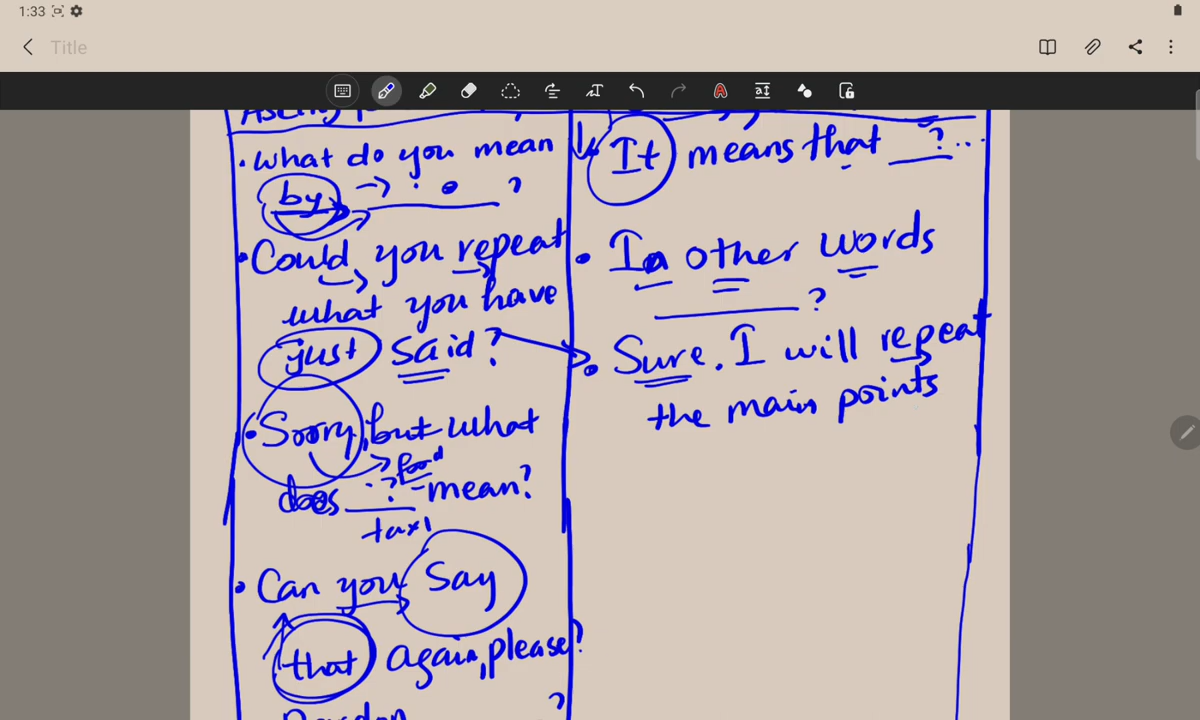 1:33
Title
• What do you mean
by → . • ______ ?
• Could you repeat
what you have
just said?
• Sorry, but what
food
does .?. mean?
taxi
• Can you say
that again, please?
?
It means that ?...
• In other words
______ ?
• Sure. I will repeat
the main points